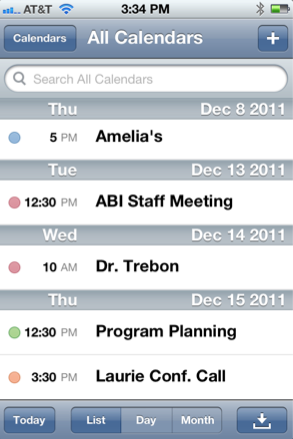 AT&T 3:34 PM
Calendars All Calendars +
Search All Calendars
Thu Dec 8 2011
5 PM Amelia's
Tue Dec 13 2011
12:30 PM ABI Staff Meeting
Wed Dec 14 2011
10 AM Dr. Trebon
Thu Dec 15 2011
12:30 PM Program Planning
3:30 PM Laurie Conf. Call
Today List Day Month